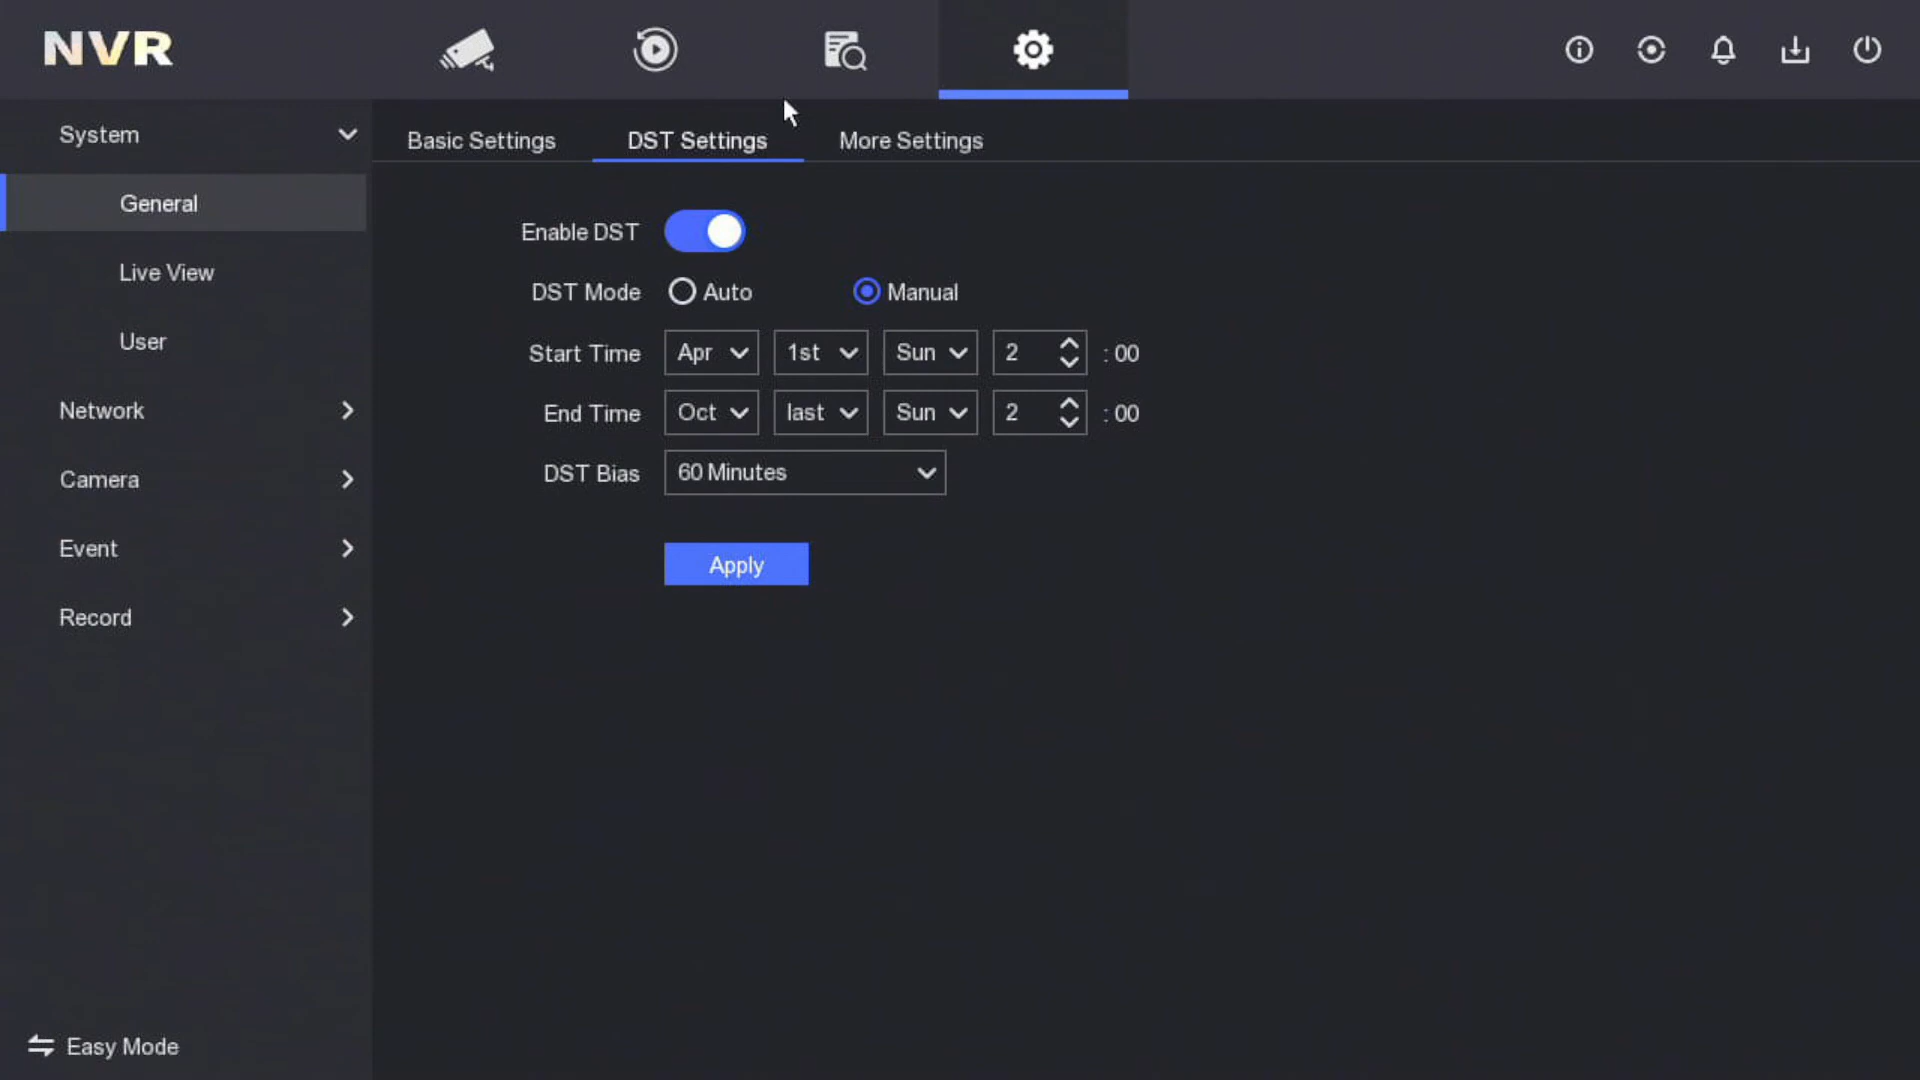 NVR
System
General
Live View
User
Network
Camera
Event
Record
Easy Mode
Basic Settings DST Settings More Settings
Enable DST
DST Mode Auto Manual
Start Time Apr 1st Sun 2 : 00
End Time Oct last Sun 2 : 00
DST Bias 60 Minutes
Apply